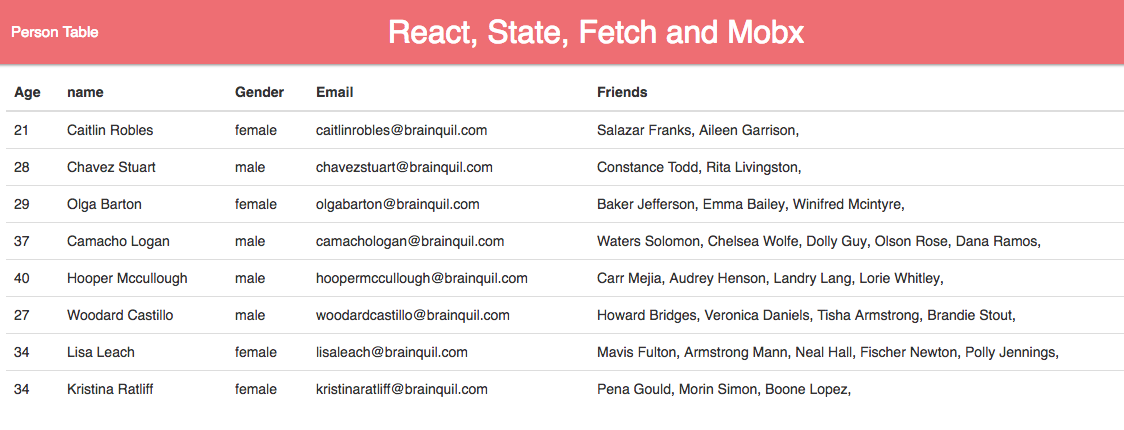 Person Table React, State, Fetch and Mobx
Age name Gender Email Friends
21 Caitlin Robles female caitlinrobles@brainquil.com Salazar Franks, Aileen Garrison,
28 Chavez Stuart male chavezstuart@brainquil.com Constance Todd, Rita Livingston,
29 Olga Barton female olgabarton@brainquil.com Baker Jefferson, Emma Bailey, Winifred Mcintyre,
37 Camacho Logan male camachologan@brainquil.com Waters Solomon, Chelsea Wolfe, Dolly Guy, Olson Rose, Dana Ramos,
40 Hooper Mccullough male hoopermccullough@brainquil.com Carr Mejia, Audrey Henson, Landry Lang, Lorie Whitley,
27 Woodard Castillo male woodardcastillo@brainquil.com Howard Bridges, Veronica Daniels, Tisha Armstrong, Brandie Stout,
34 Lisa Leach female lisaleach@brainquil.com Mavis Fulton, Armstrong Mann, Neal Hall, Fischer Newton, Polly Jennings,
34 Kristina Ratliff female kristinaratliff@brainquil.com Pena Gould, Morin Simon, Boone Lopez,